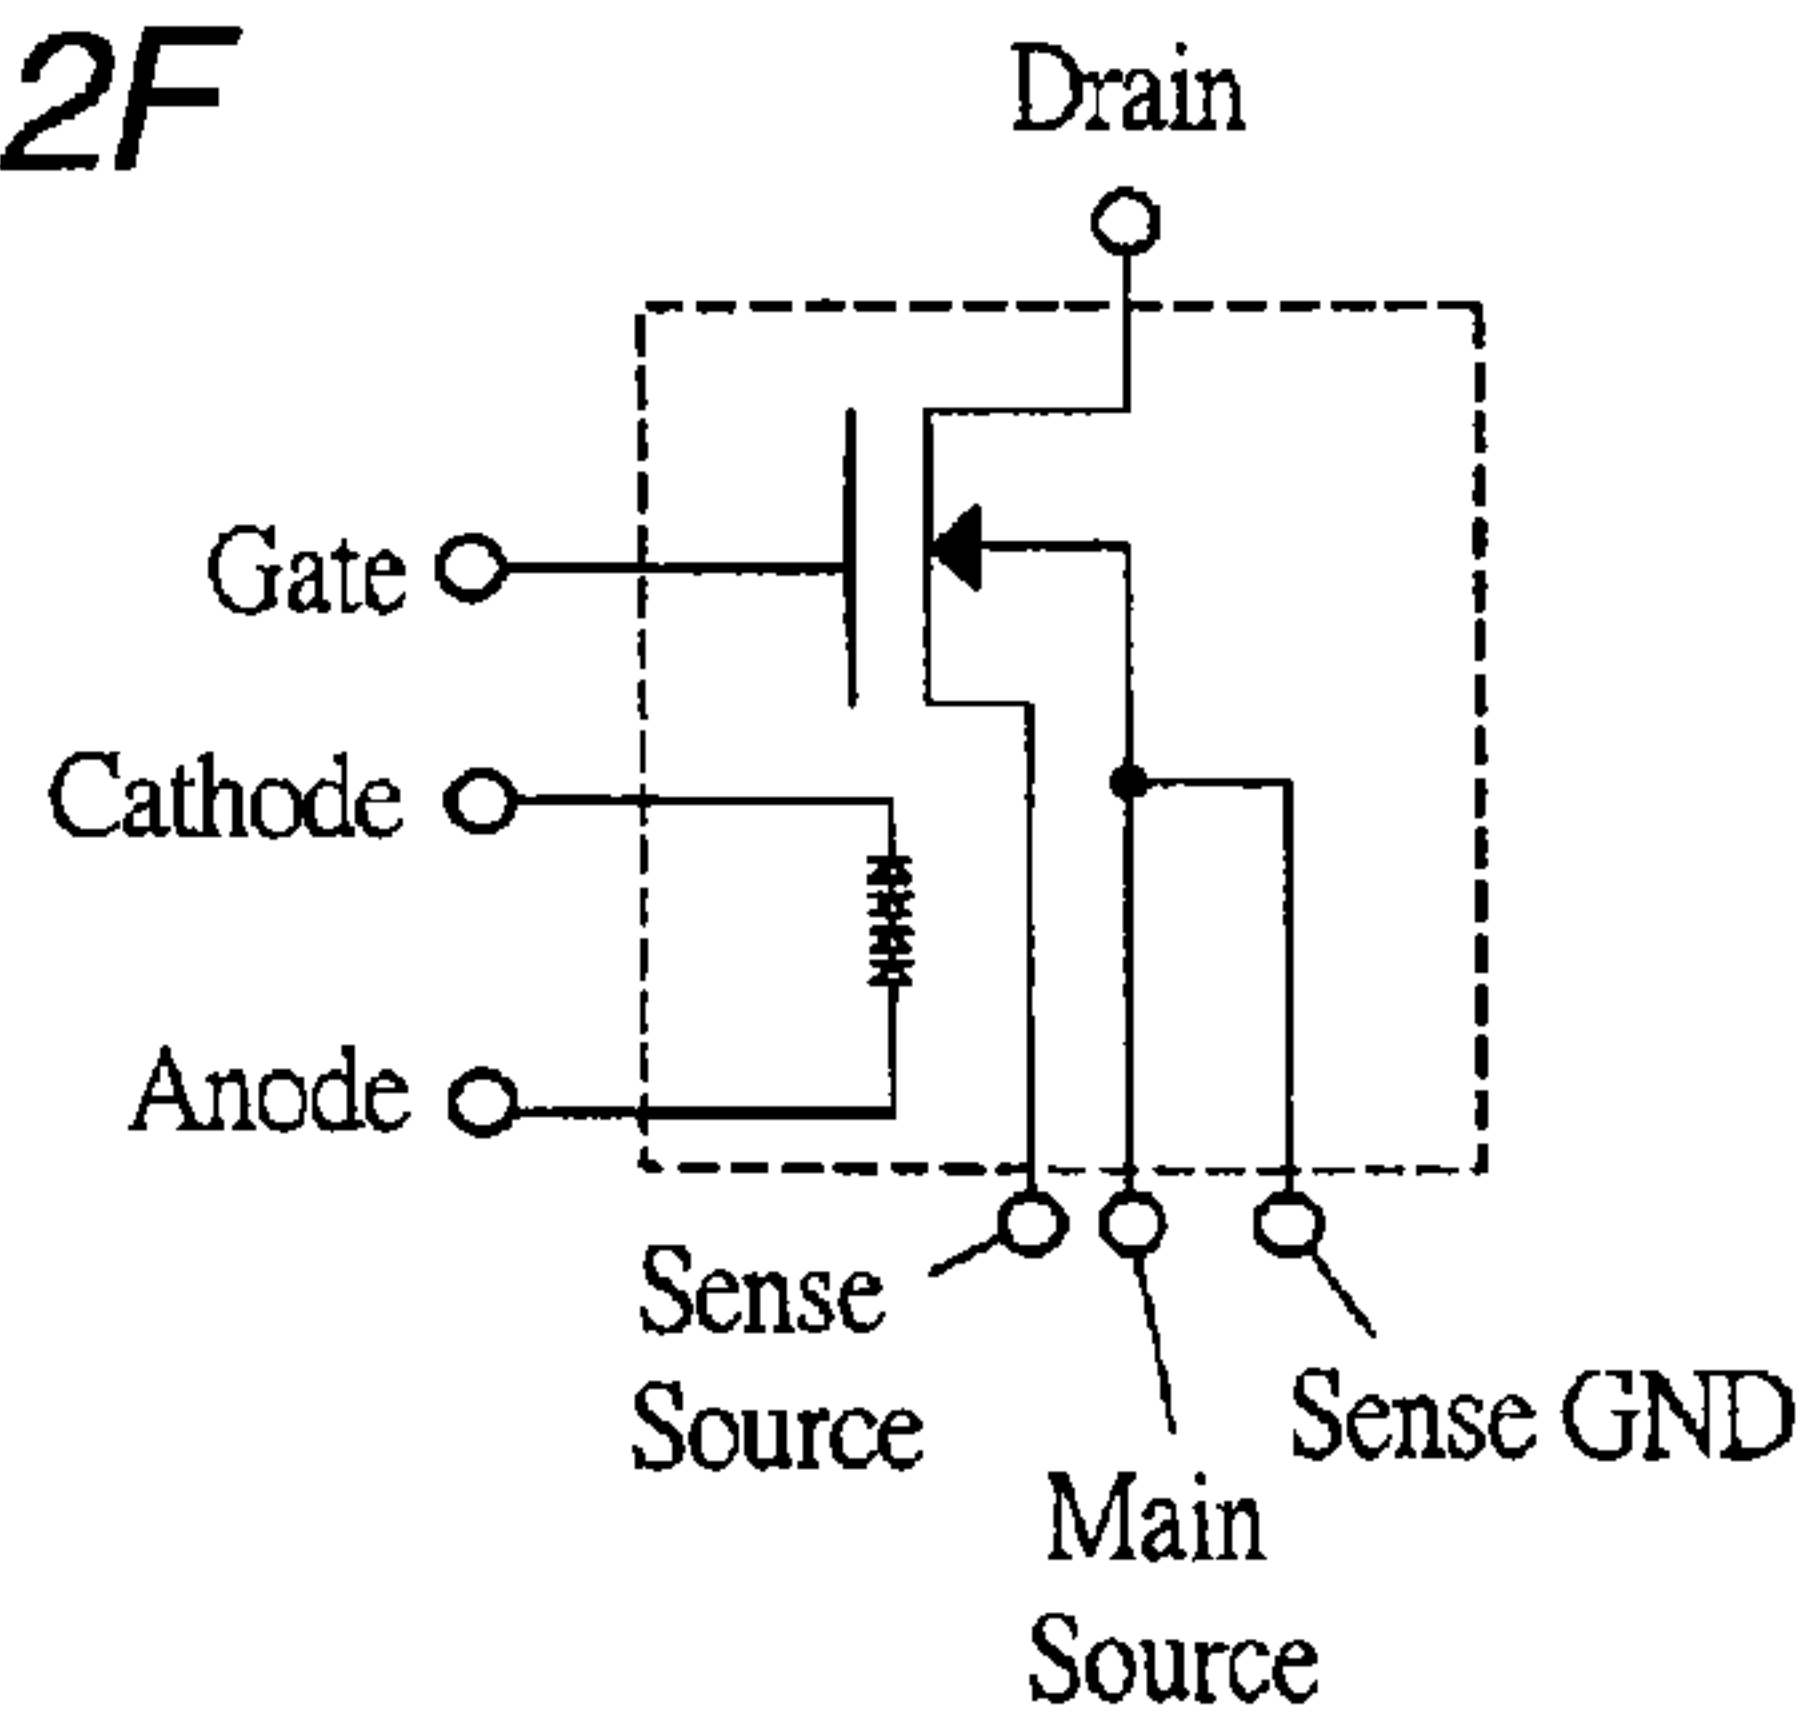 2F
Drain
Gate
Cathode
Anode
Sense
Source
Sense GND
Main
Source